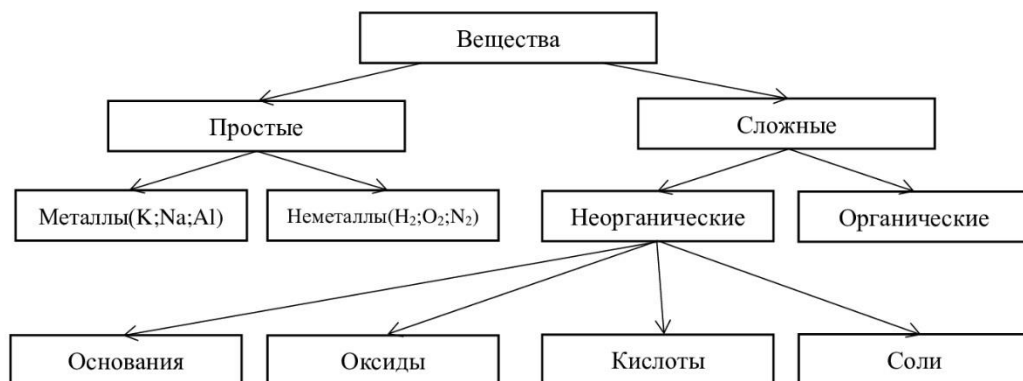 Вещества
Простые
Сложные
Металлы(K;Na;Al)
Неметаллы(H₂;O₂;N₂)
Неорганические
Органические
Основания
Оксиды
Кислоты
Соли